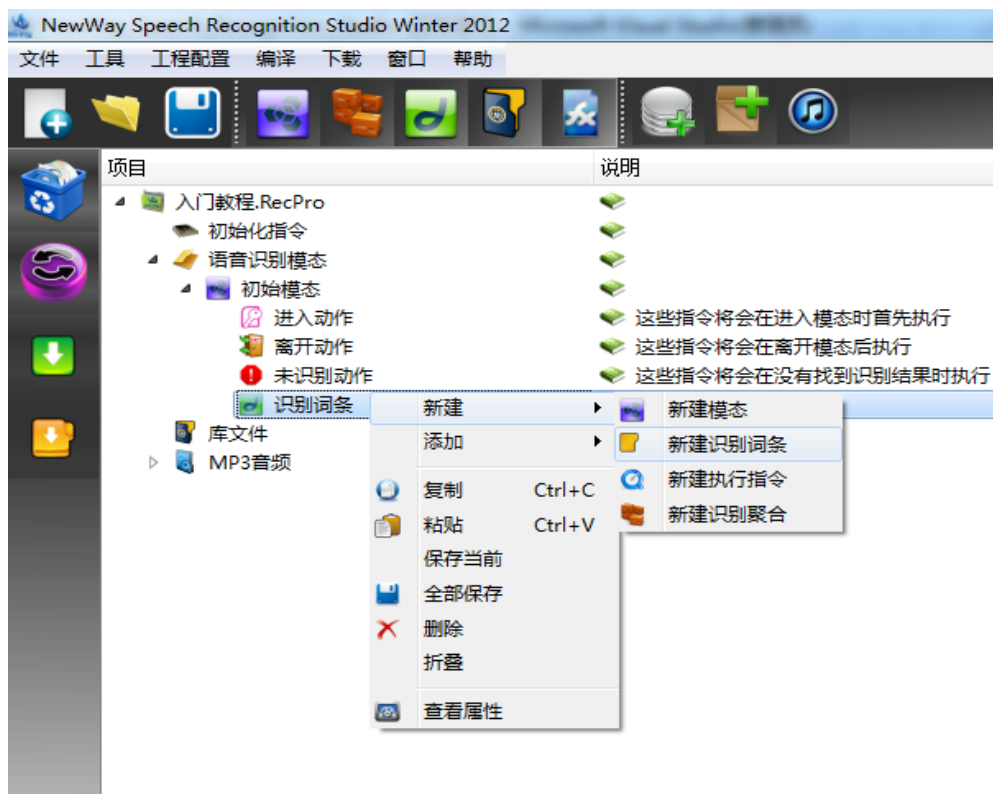 NewWay Speech Recognition Studio Winter 2012
文件 工具 工程配置 编译 下载 窗口 帮助
项目 说明
入门教程.RecPro
初始化指令
语音识别模态
初始模态
进入动作 这些指令将会在进入模态时首先执行
离开动作 这些指令将会在离开模态后执行
未识别动作 这些指令将会在没有找到识别结果时执行
识别词条
库文件
MP3音频
新建
添加
复制 Ctrl+C
粘贴 Ctrl+V
保存当前
全部保存
删除
折叠
查看属性
新建模态
新建识别词条
新建执行指令
新建识别聚合